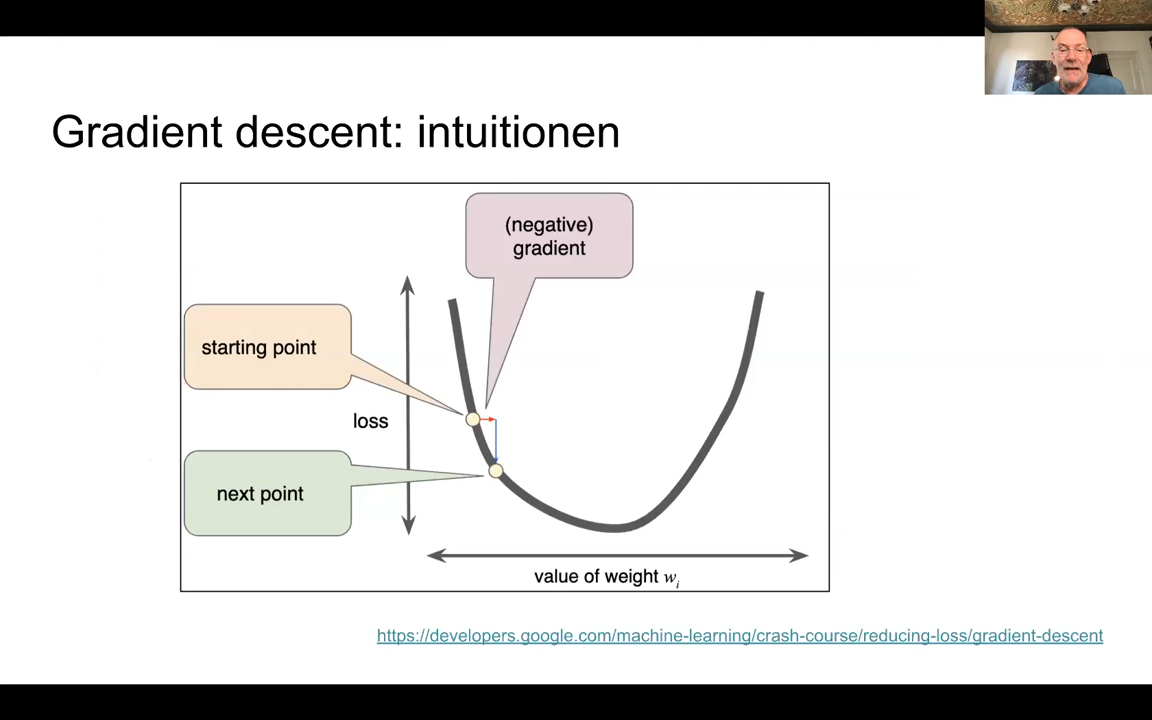 Gradient descent: intuitionen
(negative)
gradient
starting point
loss
next point
value of weight wᵢ
https://developers.google.com/machine-learning/crash-course/reducing-loss/gradient-descent